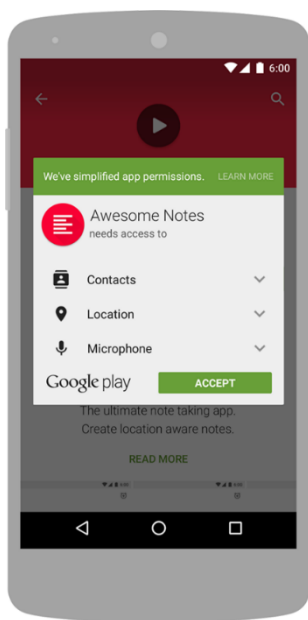 6:00
We've simplified app permissions. LEARN MORE
Awesome Notes
needs access to
Contacts
Location
Microphone
Google play ACCEPT
The ultimate note taking app.
Create location aware notes.
READ MORE